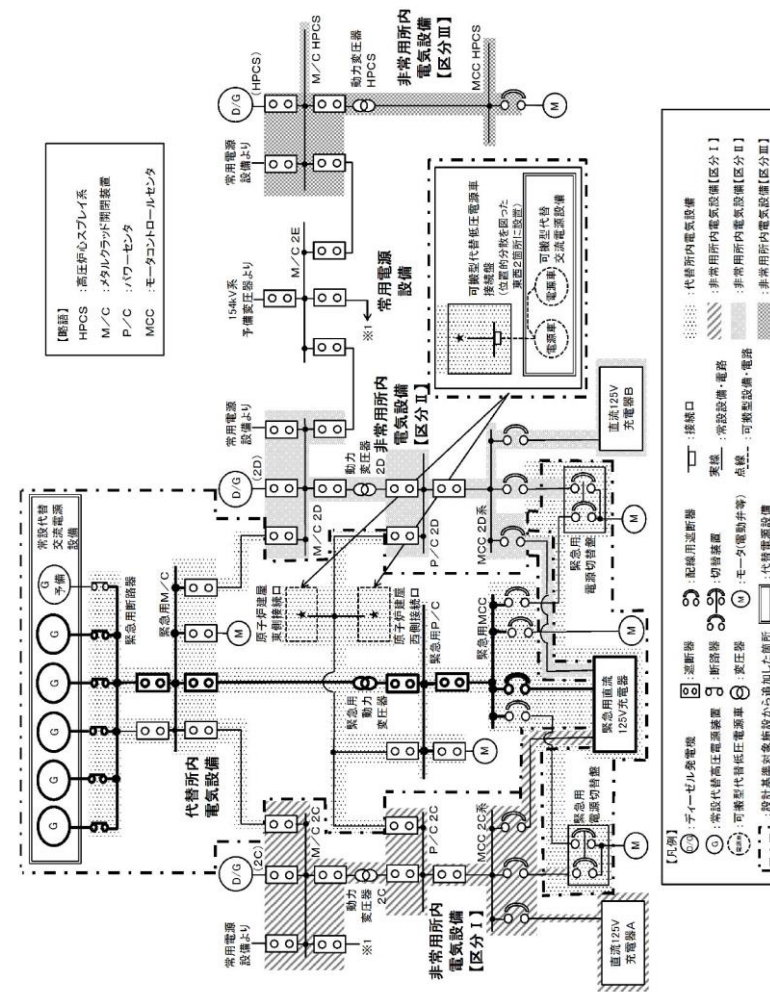 【略語】
HPCS ：高圧炉心スプレイ系
M／C ：メタルクラッド開閉装置
P／C ：パワーセンタ
MCC ：モータコントロールセンタ
常設代替
交流電源
設備
G
G
G
G
G
G
予備
緊急用断路器
緊急用M／C
代替所内
電気設備
M
常用電源
設備より
D/G
(2C)
※1
M／C 2C
動力
変圧器
2C
P／C 2C
非常用所内
電気設備
【区分Ⅰ】
MCC 2C系
直流125V
充電器A
緊急用
電源切替盤
M
緊急用
動力
変圧器
緊急用P／C
M
緊急用MCC
緊急用直流
125V充電器
M
原子炉建屋
東側接続口
★
原子炉建屋
西側接続口
★
D/G
(2D)
常用電源
設備より
M／C 2D
動力
変圧器
2D
非常用所内
電気設備
【区分Ⅱ】
P／C 2D
MCC 2D系
緊急用
電源切替盤
M
直流125V
充電器B
154kV系
予備変圧器より
M／C 2E
※1
常用電源
設備
可搬型代替低圧電源車
接続盤
(位置的分散を図った
東西2箇所に設置)
★
電源車
電源車
可搬型代替
交流電源設備
常用電源
設備より
D/G
(HPCS)
M／C HPCS
動力変圧器
HPCS
非常用所内
電気設備
【区分Ⅲ】
MCC HPCS
M
【凡例】
D/G ：ディーゼル発電機
G ：常設代替高圧電源装置
電源車 ：可搬型代替低圧電源車
：設計基準対象施設から追加した箇所
：遮断器
：断路器
：変圧器
：代替電源設備
：配線用遮断器
：切替装置
M ：モータ(電動弁等)
：接続口
実線 ：常設設備・電路
点線 ：可搬型設備・電路
：代替所内電気設備
：非常用所内電気設備【区分Ⅰ】
：非常用所内電気設備【区分Ⅱ】
：非常用所内電気設備【区分Ⅲ】